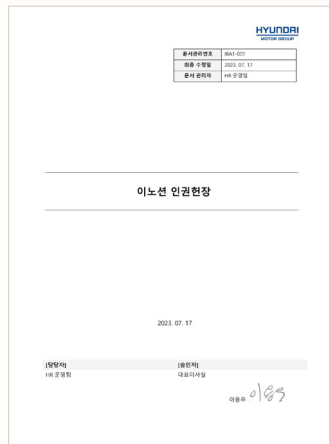 HYUNDAI
MOTOR GROUP
문서관리번호 IBA1-001
최종 수정일 2023. 07. 17
문서 관리자 HR 운영팀
이노션 인권헌장
2023. 07. 17
[담당자] [승인자]
HR 운영팀 대표이사실
이용우